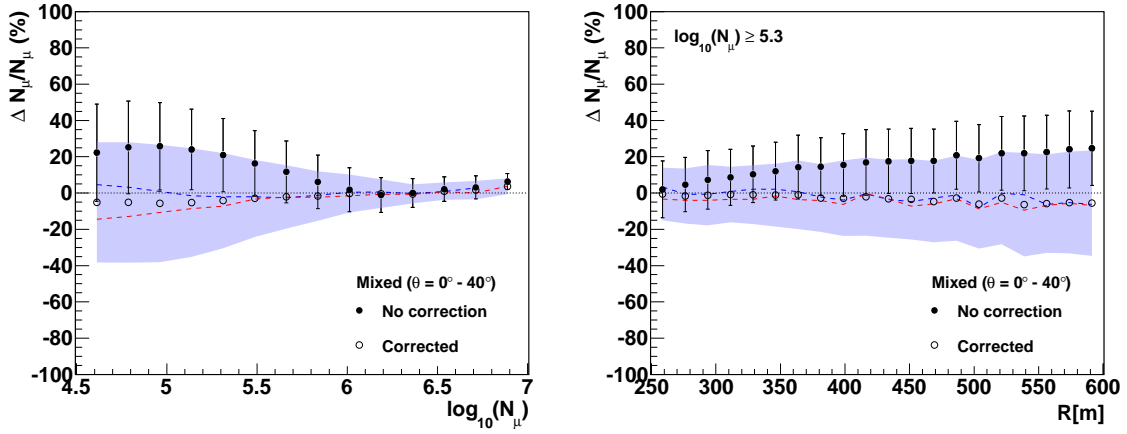 Δ N_μ/N_μ (%)
100
80
60
40
20
0
-20
-40
-60
-80
-100
Mixed (θ = 0° - 40°)
No correction
Corrected
4.5 5 5.5 6 6.5 7
log₁₀(N_μ)
Δ N_μ/N_μ (%)
100
80
60
40
20
0
-20
-40
-60
-80
-100
log₁₀(N_μ) ≥ 5.3
Mixed (θ = 0° - 40°)
No correction
Corrected
250 300 350 400 450 500 550 600
R[m]